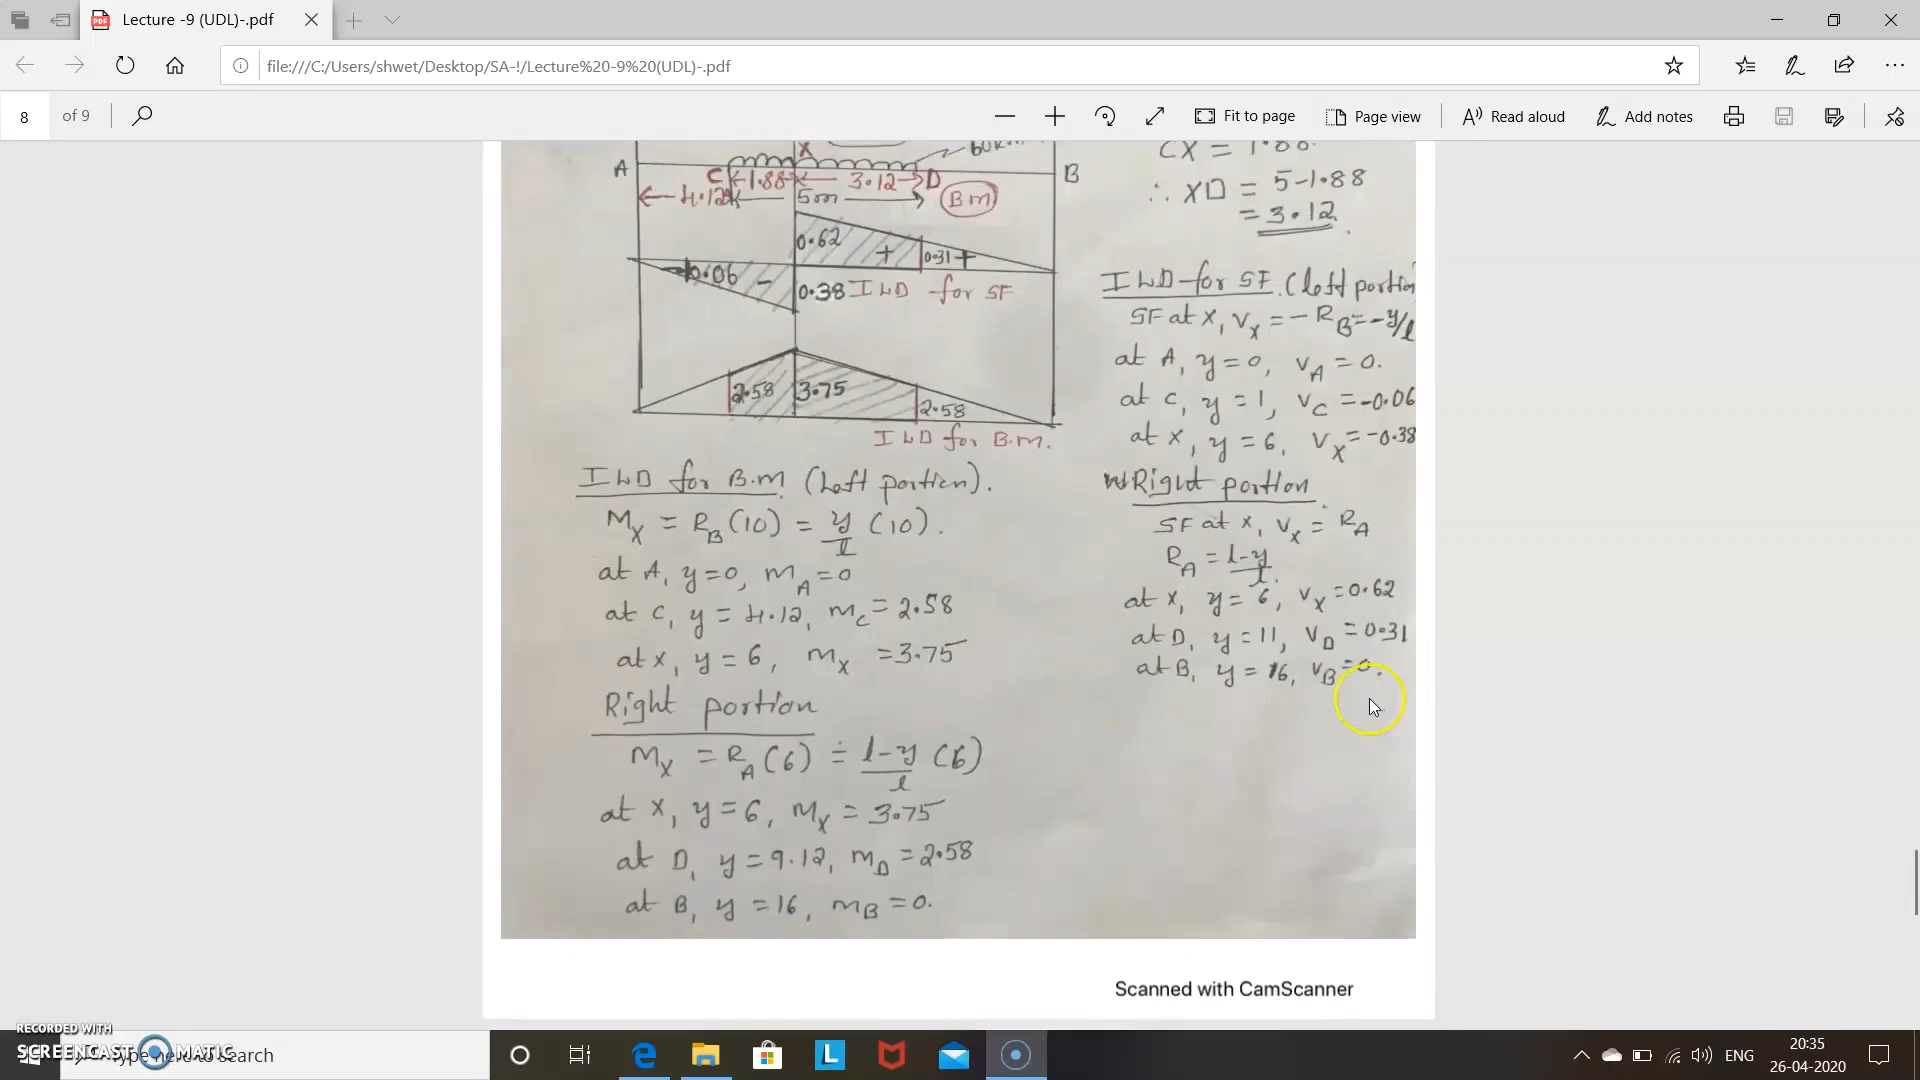 Lecture -9 (UDL)-.pdf
file:///C:/Users/shwet/Desktop/SA-!/Lecture%20-9%20(UDL)-.pdf
8 of 9
Fit to page
Page view
Read aloud
Add notes
A X B
C 1.88 3.12 D
4.12 5m BM
CX = 1.88
∴ XD = 5-1.88
= 3.12.
0.62 + 0.31 +
0.06 -
0.38 ILD for SF
2.58 3.75 2.58
ILD for B.M.
ILD for SF. (left portion
SF at X, Vx = -RB = -y/l
at A, y=0, VA = 0.
at C, y = 1, VC = -0.06
at X, y = 6, Vx = -0.38
Right portion
SF at X, Vx = RA
RA = l-y/l.
at X, y = 6, Vx = 0.62
at D, y = 11, VD = 0.31
at B, y = 16, VB = 0.
ILD for B.M (Left portion).
Mx = RB(10) = y/l (10).
at A, y=0, MA=0
at C, y = 4.12, MC = 2.58
at X, y = 6, Mx = 3.75
Right portion
Mx = RA(6) = l-y/l (6)
at X, y = 6, Mx = 3.75
at D, y = 9.12, MD = 2.58
at B, y = 16, MB = 0.
Scanned with CamScanner
RECORDED WITH
SCREENCAST MATIC
Type here to search
ENG
20:35
26-04-2020